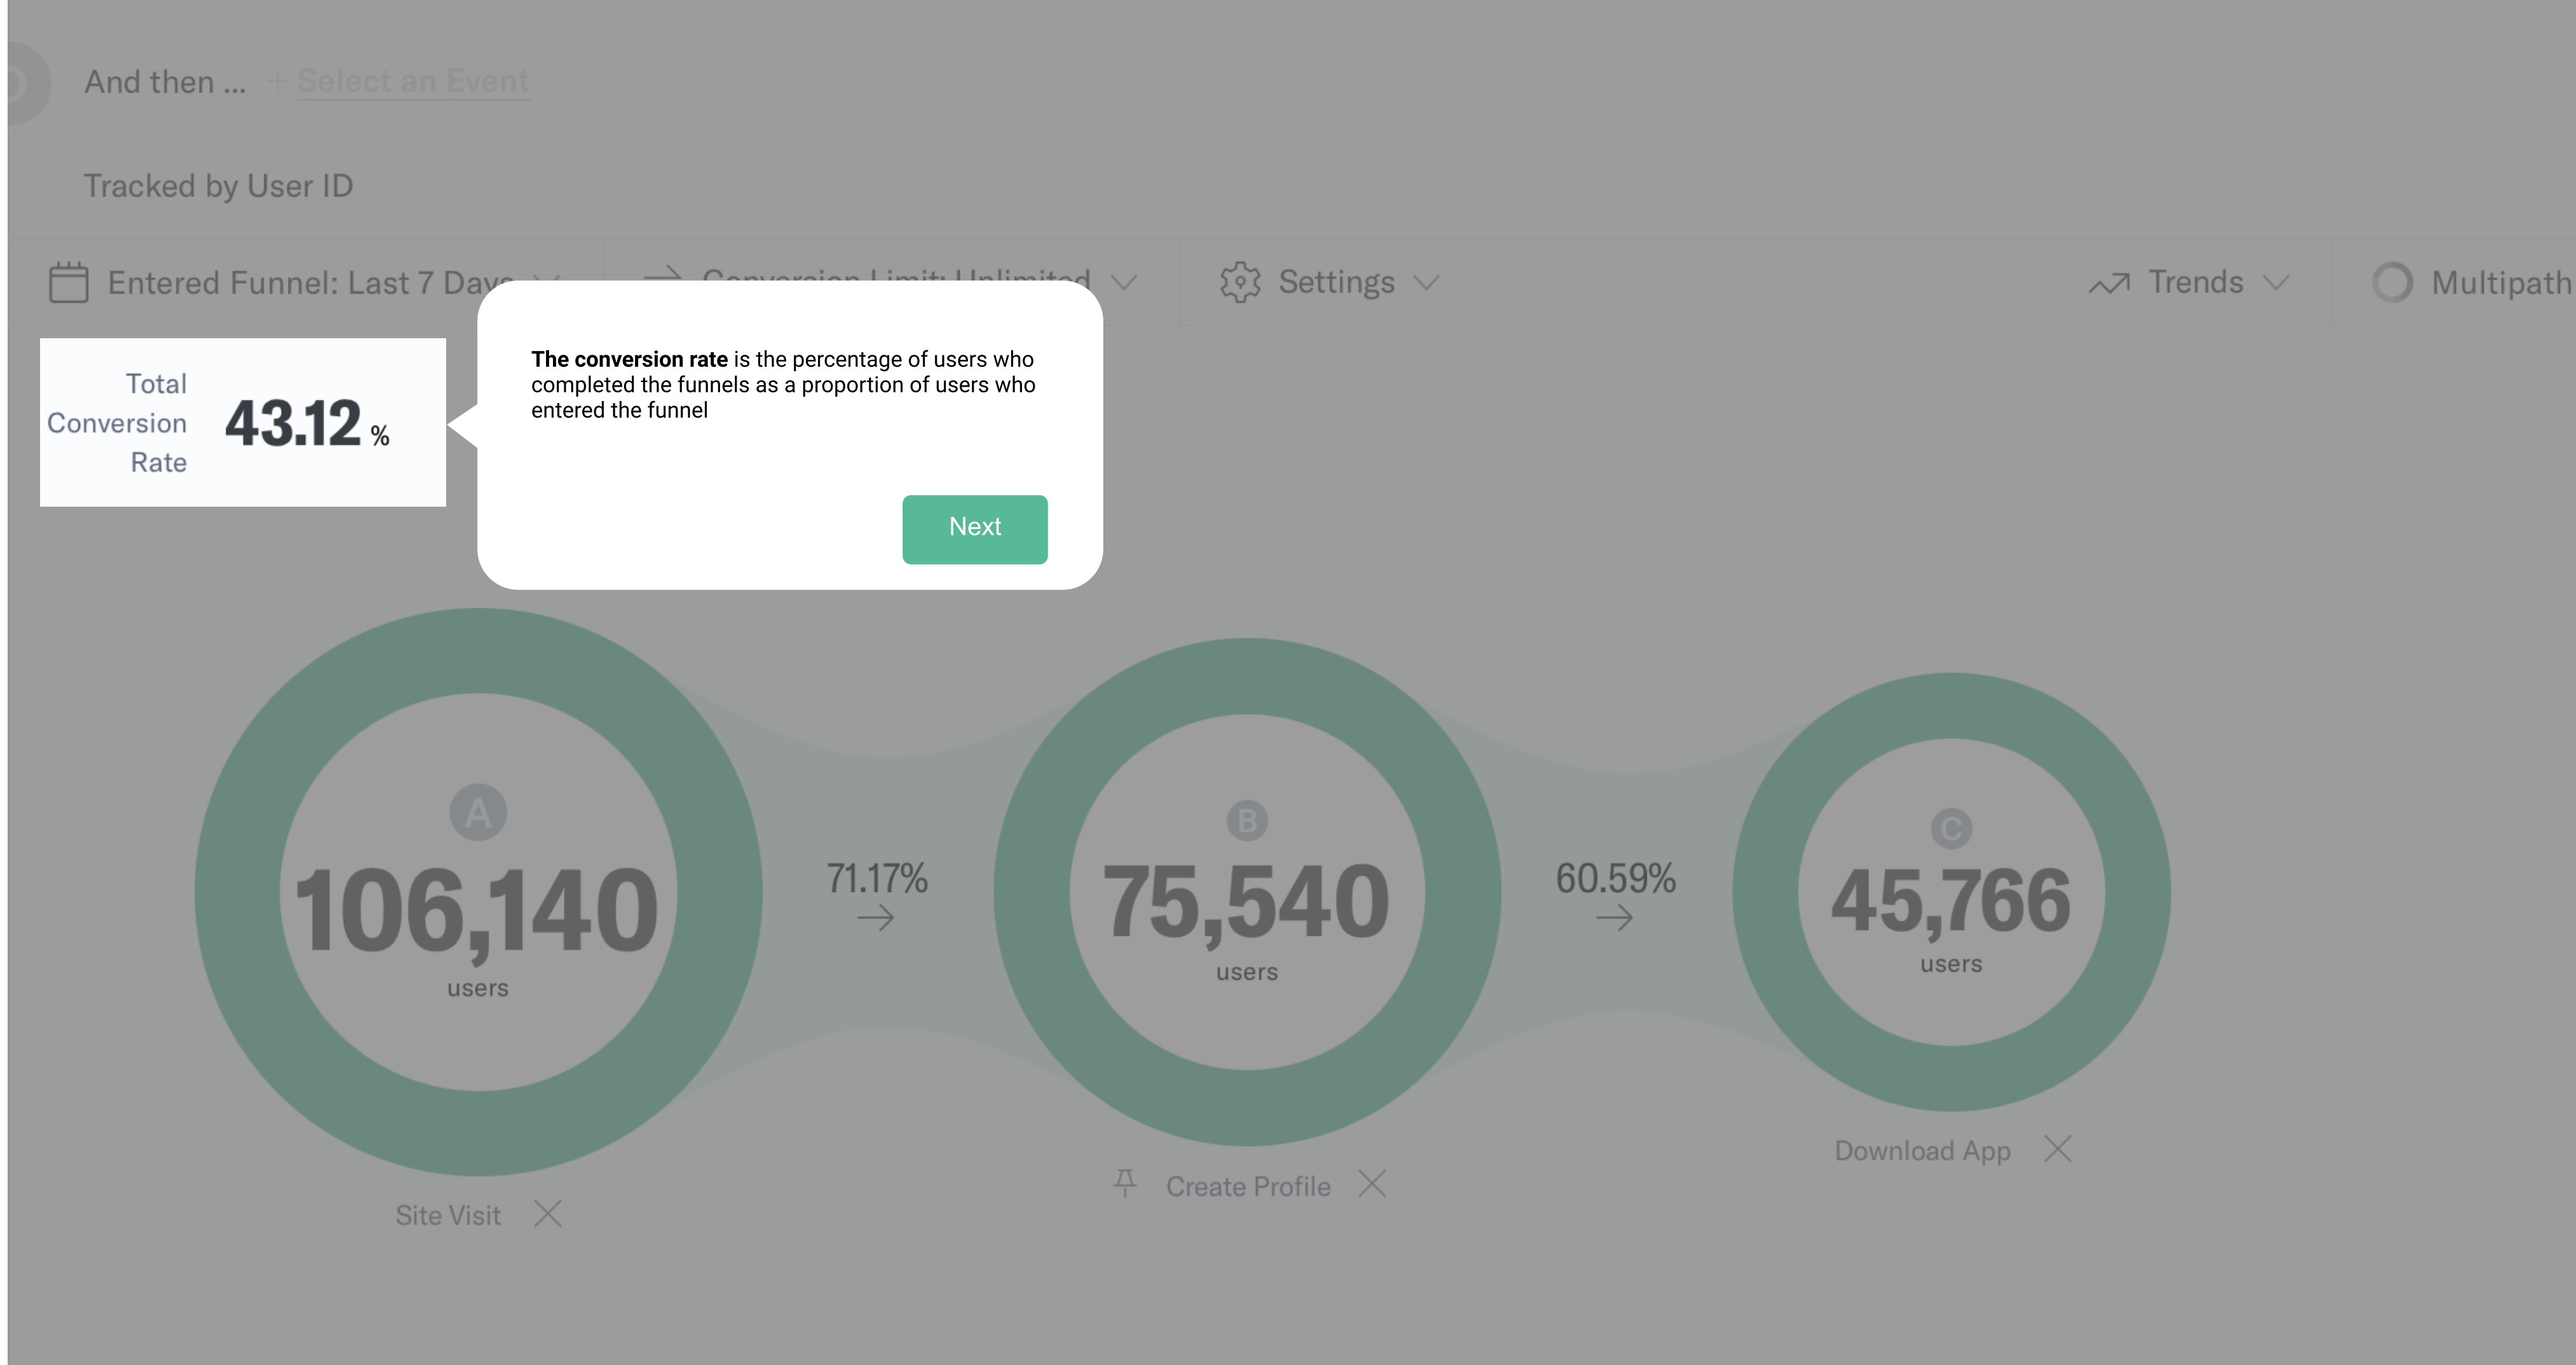 And then ... + Select an Event
Tracked by User ID
Entered Funnel: Last 7 Days
Conversion Limit: Unlimited
Settings
Trends
Multipath
Total
Conversion
Rate
43.12 %
The conversion rate is the percentage of users who
completed the funnels as a proportion of users who
entered the funnel
Next
A
106,140
users
71.17%
B
75,540
users
60.59%
C
45,766
users
Site Visit
Create Profile
Download App